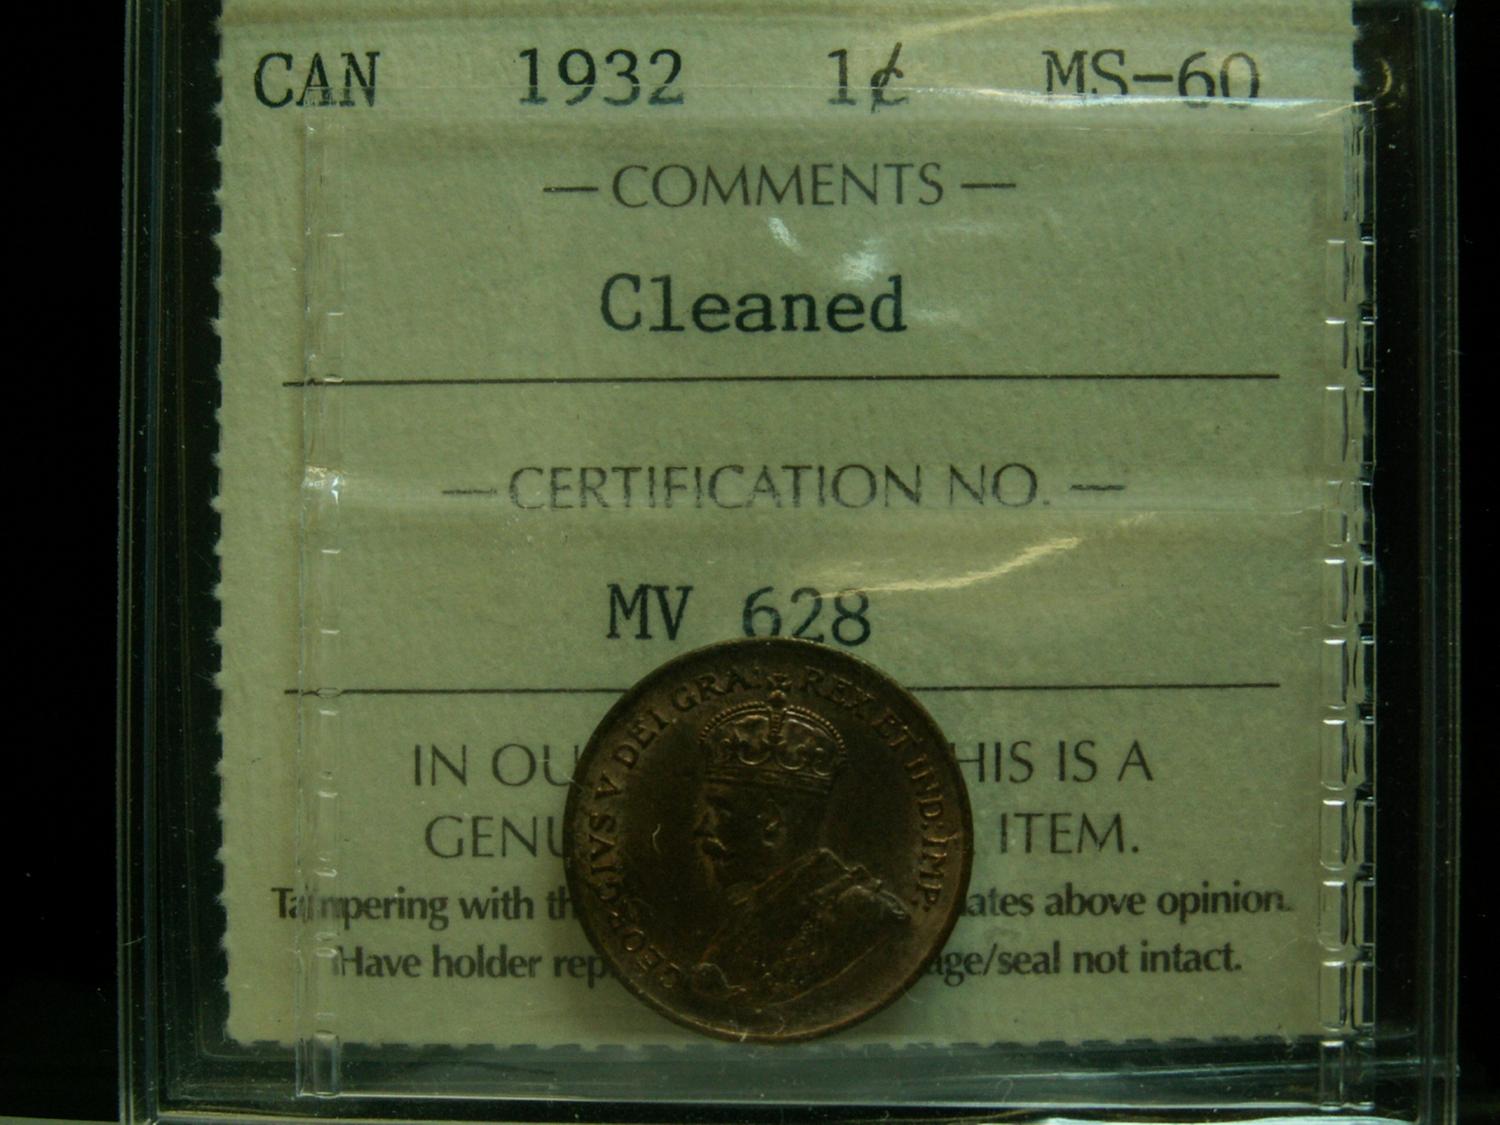 CAN 1932 1¢ MS-60
— COMMENTS —
Cleaned
— CERTIFICATION NO. —
MV 628
IN OU HIS IS A
GENU ITEM.
Tampering with th ates above opinion.
Have holder rep age/seal not intact.
GEORGIVS V DEI GRA: REX ET IND: IMP: